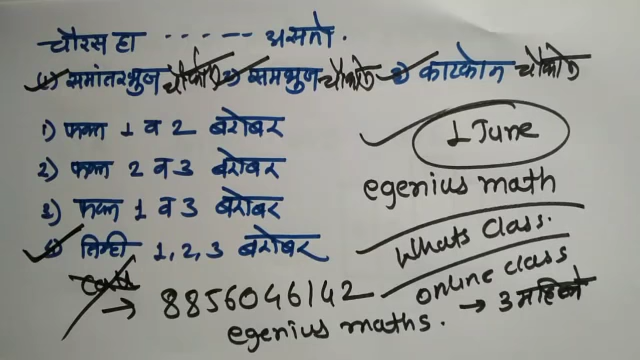 चौरस हा ------ असतो.
1) समांतरभुज चौकोन 2) समभुज चौकोन 3) काटकोन चौकोन
1) फक्त 1 व 2 बरोबर
2) फक्त 2 व 3 बरोबर
3) फक्त 1 व 3 बरोबर
4) तिन्ही 1, 2, 3 बरोबर
1 June
egenius math
Whats Class.
online class
→ 3 महिने
→ 8856046142
egenius maths.